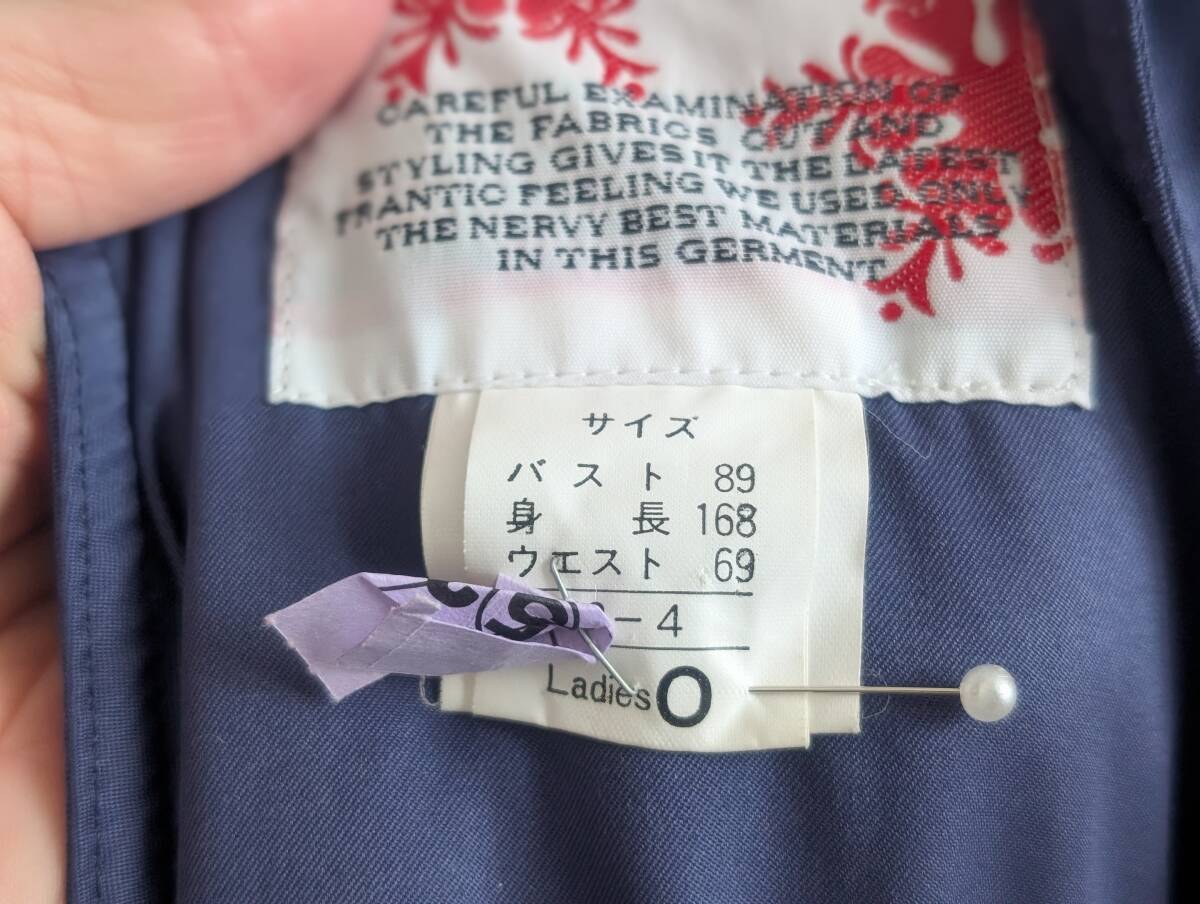 CAREFUL EXAMINATION OF
THE FABRICS CUT AND
STYLING GIVES IT THE LATEST
FRANTIC FEELING WE USED ONLY
THE NERVY BEST MATERIALS
IN THIS GERMENT
サイズ
バスト 89
身長 168
ウエスト 69
-4
Ladies O